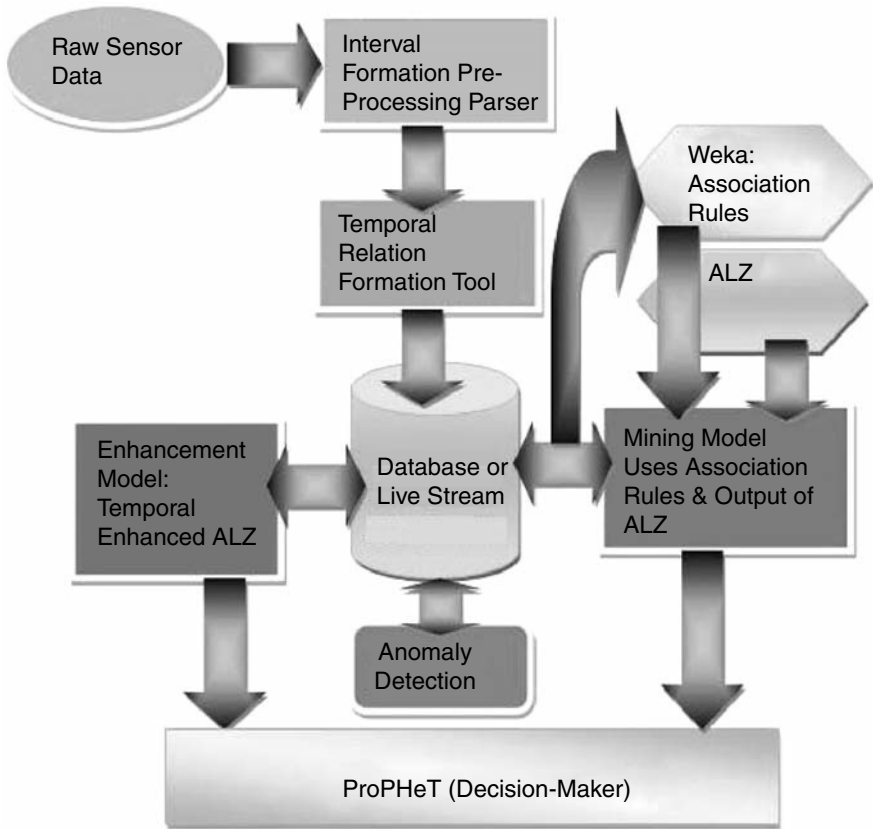 Raw Sensor
Data
Interval
Formation Pre-
Processing Parser
Temporal
Relation
Formation Tool
Weka:
Association
Rules
ALZ
Enhancement
Model:
Temporal
Enhanced ALZ
Database or
Live Stream
Mining Model
Uses Association
Rules & Output of
ALZ
Anomaly
Detection
ProPHeT (Decision-Maker)